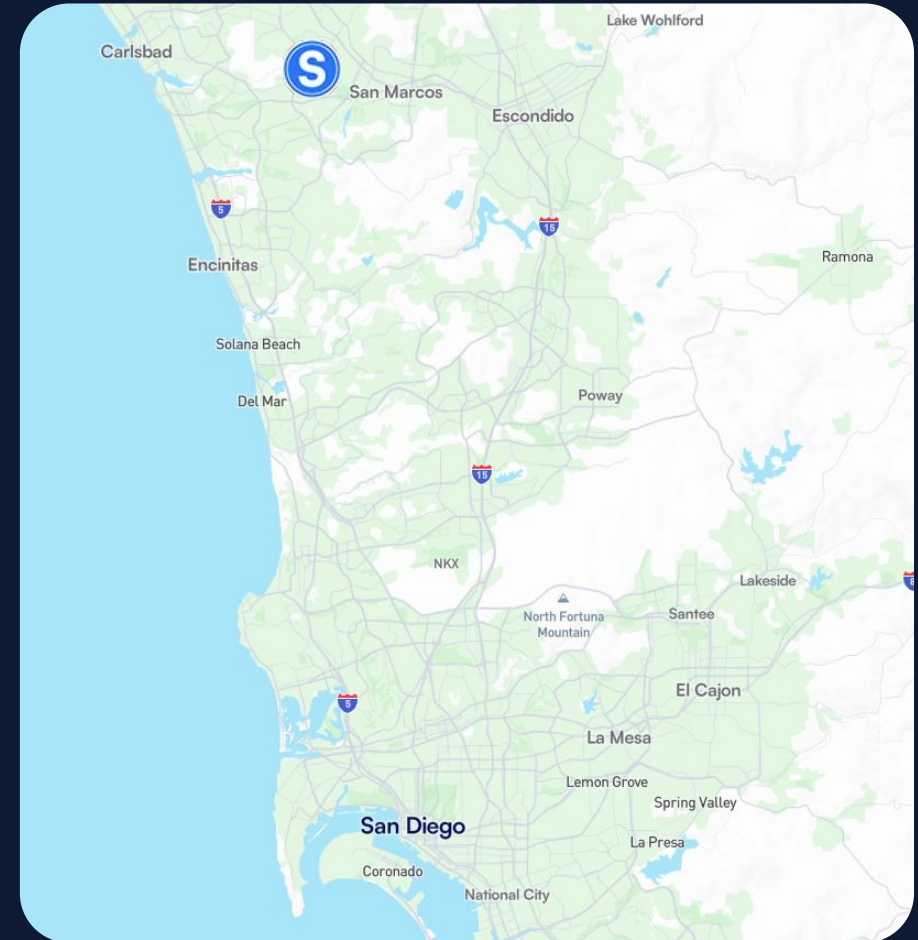 Lake Wohlford
Carlsbad
S
San Marcos
Escondido
5
15
Ramona
Encinitas
Solana Beach
Poway
Del Mar
15
NKX
Lakeside
North Fortuna
Mountain
Santee
El Cajon
5
La Mesa
Lemon Grove
Spring Valley
San Diego
La Presa
Coronado
National City